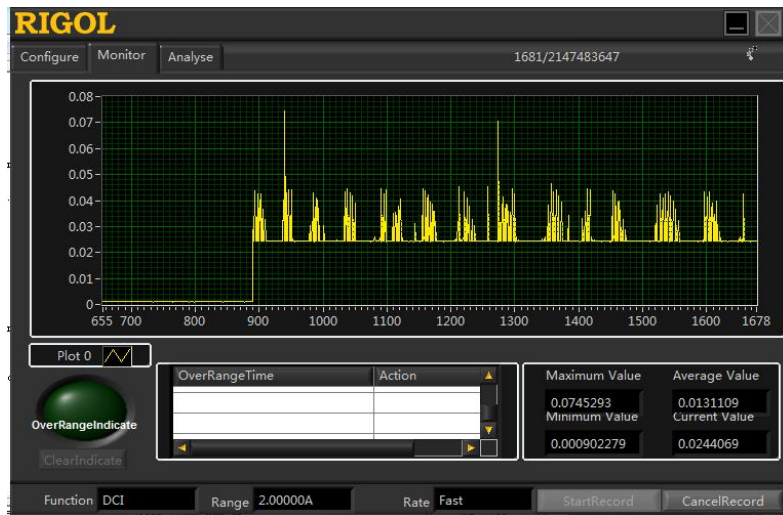 RIGOL
Configure Monitor Analyse 1681/2147483647
0.08
0.07
0.06
0.05
0.04
0.03
0.02
0.01
0
655 700 800 900 1000 1100 1200 1300 1400 1500 1600 1678
Plot 0
OverRangeTime Action
OverRangeIndicate
ClearIndicate
Maximum Value Average Value
0.0745293 0.0131109
Minimum Value Current Value
0.000902279 0.0244069
Function DCI Range 2.00000A Rate Fast StartRecord CancelRecord